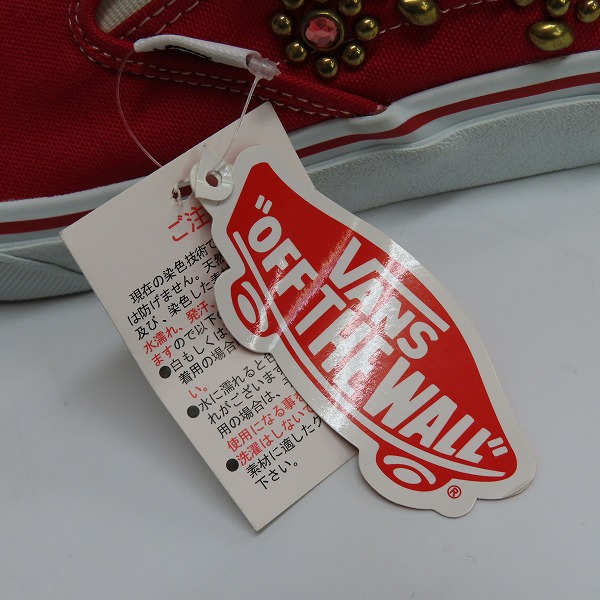 ご注
現在の染色技術で
は防げません。天然
及び、染色した
水濡れ、発汗
ますので以下
●白もしくは
着用の場合
い。
●水に濡れると色
れがございます
用の場合は、
使用になる事を
●洗濯はしないで
素材に適したク
下さい。
VANS
"OFF THE WALL"
®